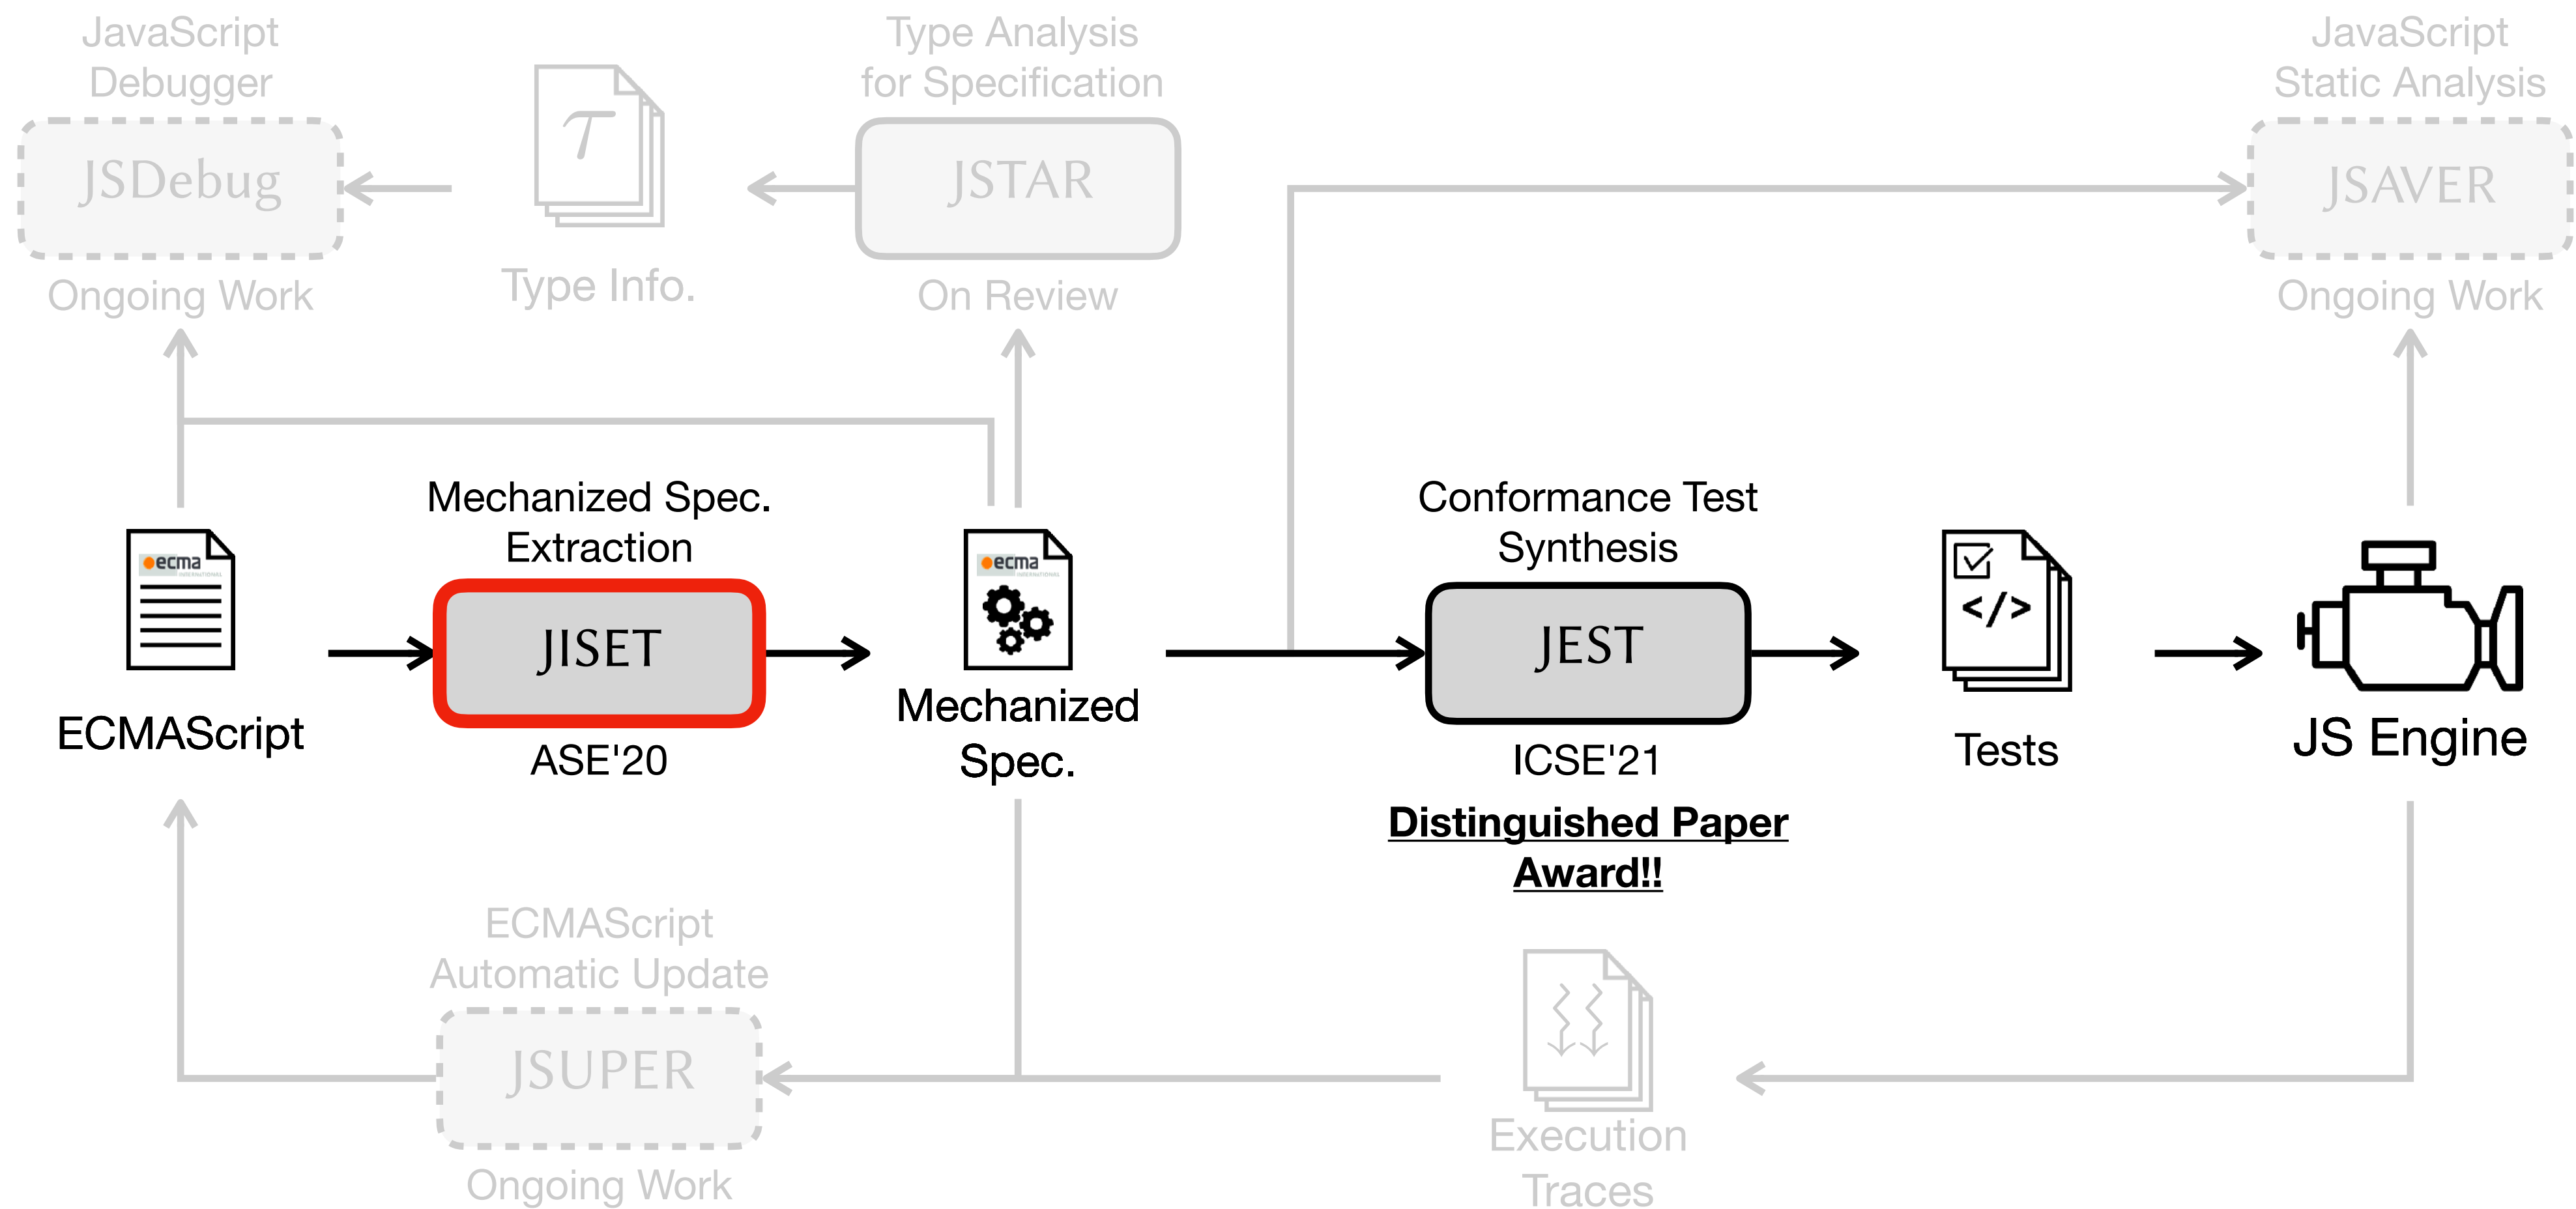 JavaScript
Debugger
JSDebug
Ongoing Work
τ
Type Info.
Type Analysis
for Specification
JSTAR
On Review
JavaScript
Static Analysis
JSAVER
Ongoing Work
ecma
INTERNATIONAL
ECMAScript
Mechanized Spec.
Extraction
JISET
ASE'20
ecma
INTERNATIONAL
Mechanized
Spec.
Conformance Test
Synthesis
JEST
ICSE'21
Distinguished Paper
Award!!
</>
Tests
JS Engine
ECMAScript
Automatic Update
JSUPER
Ongoing Work
Execution
Traces